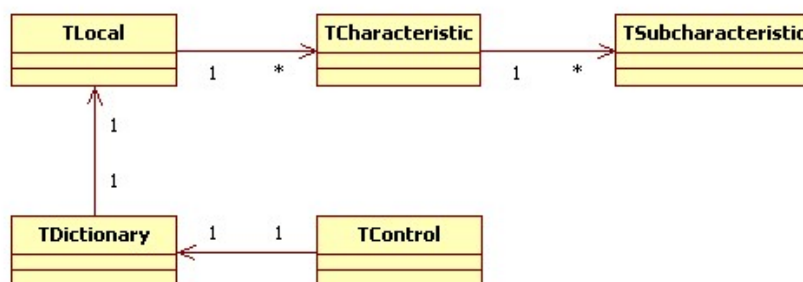 TLocal
TCharacteristic
TSubcharacteristic
1
*
1
*
1
1
TDictionary
1
1
TControl